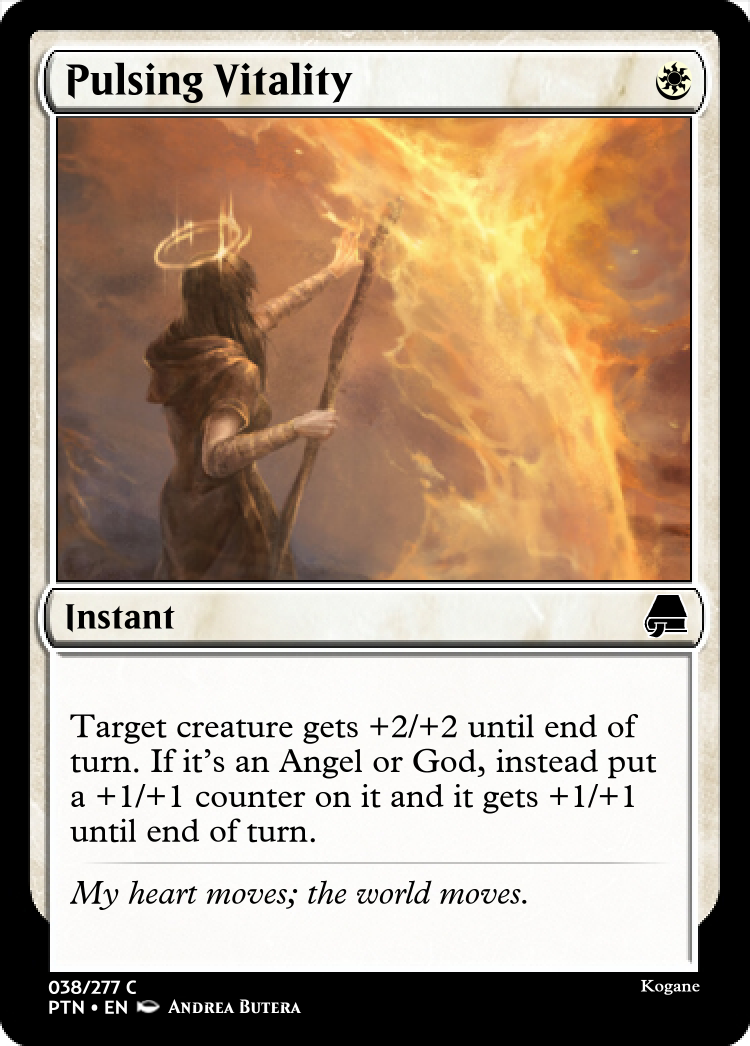 Pulsing Vitality
Instant
Target creature gets +2/+2 until end of
turn. If it's an Angel or God, instead put
a +1/+1 counter on it and it gets +1/+1
until end of turn.
My heart moves; the world moves.
038/277 C
Kogane
PTN • EN ANDREA BUTERA